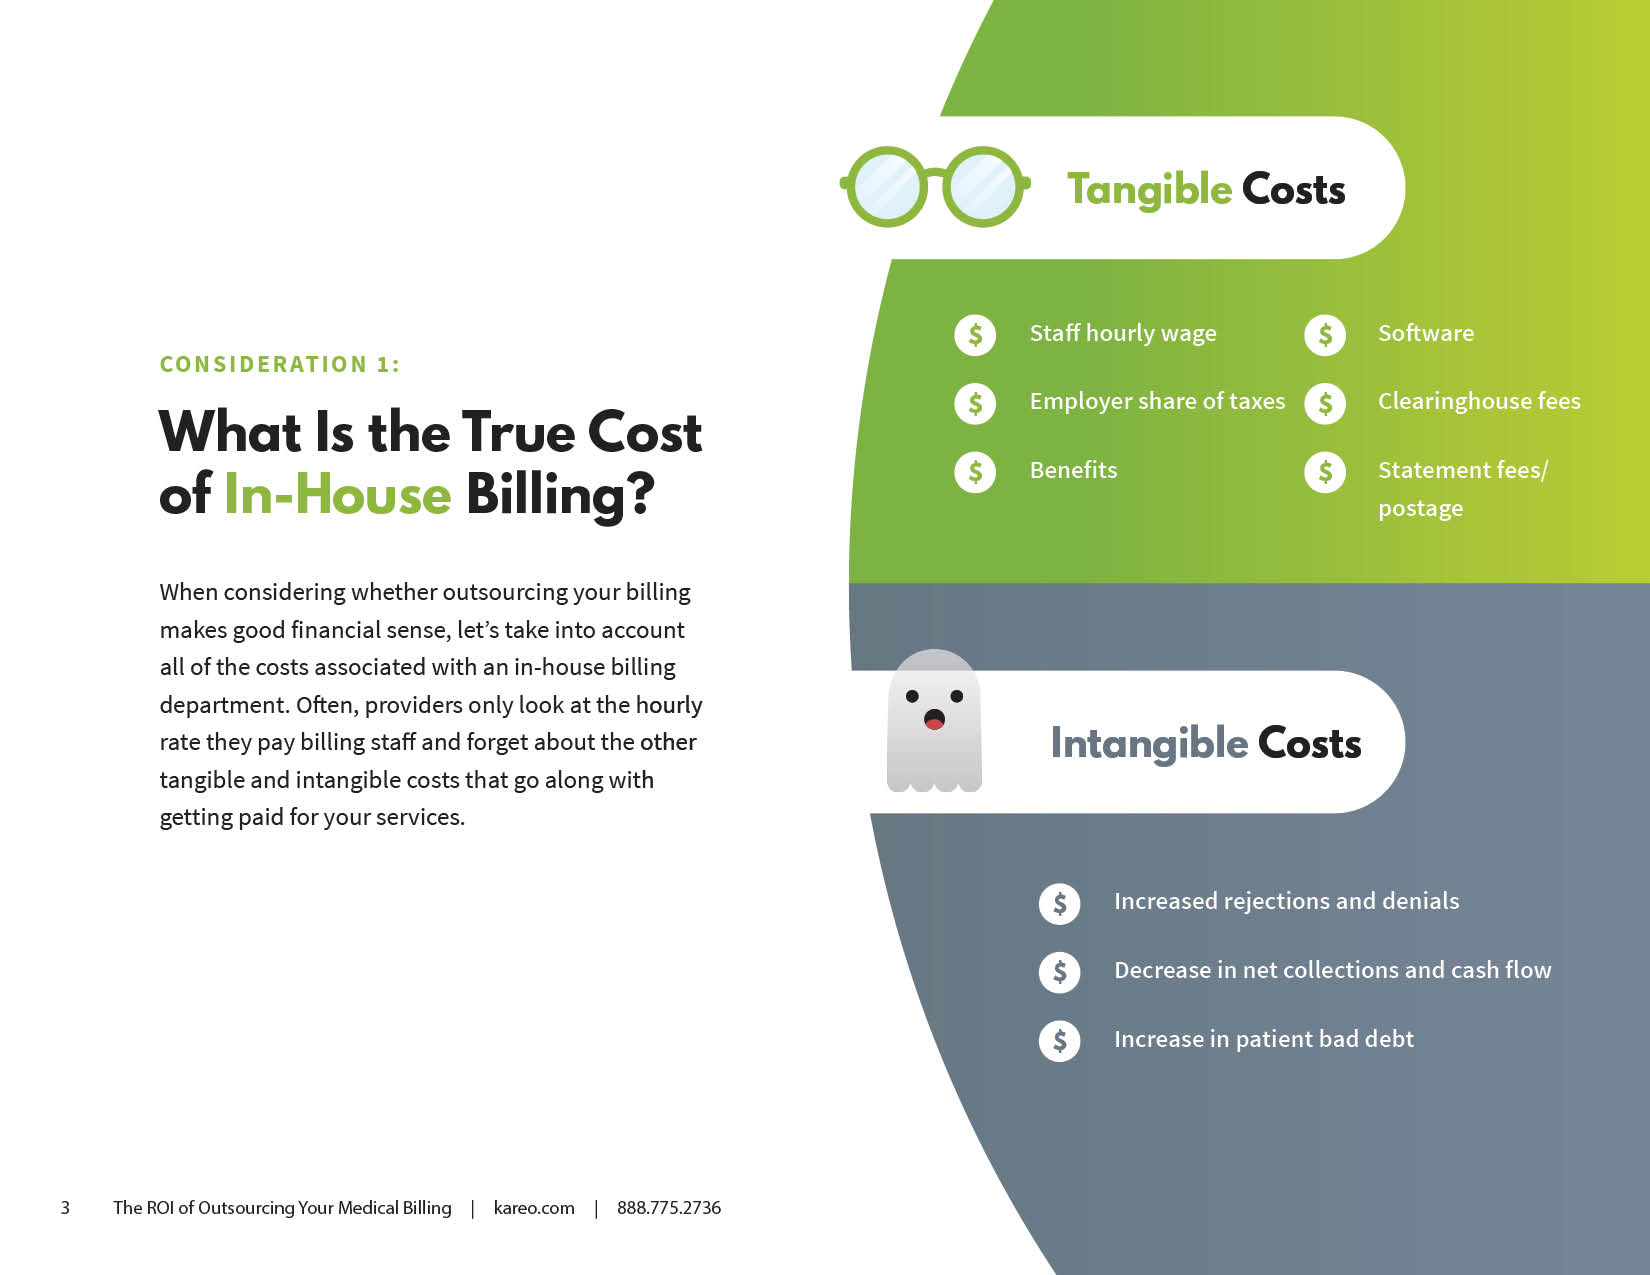 CONSIDERATION 1:
What Is the True Cost
of In-House Billing?
When considering whether outsourcing your billing
makes good financial sense, let’s take into account
all of the costs associated with an in-house billing
department. Often, providers only look at the hourly
rate they pay billing staff and forget about the other
tangible and intangible costs that go along with
getting paid for your services.
Tangible Costs
$ Staff hourly wage
$ Employer share of taxes
$ Benefits
$ Software
$ Clearinghouse fees
$ Statement fees/
postage
Intangible Costs
$ Increased rejections and denials
$ Decrease in net collections and cash flow
$ Increase in patient bad debt
3 The ROI of Outsourcing Your Medical Billing | kareo.com | 888.775.2736